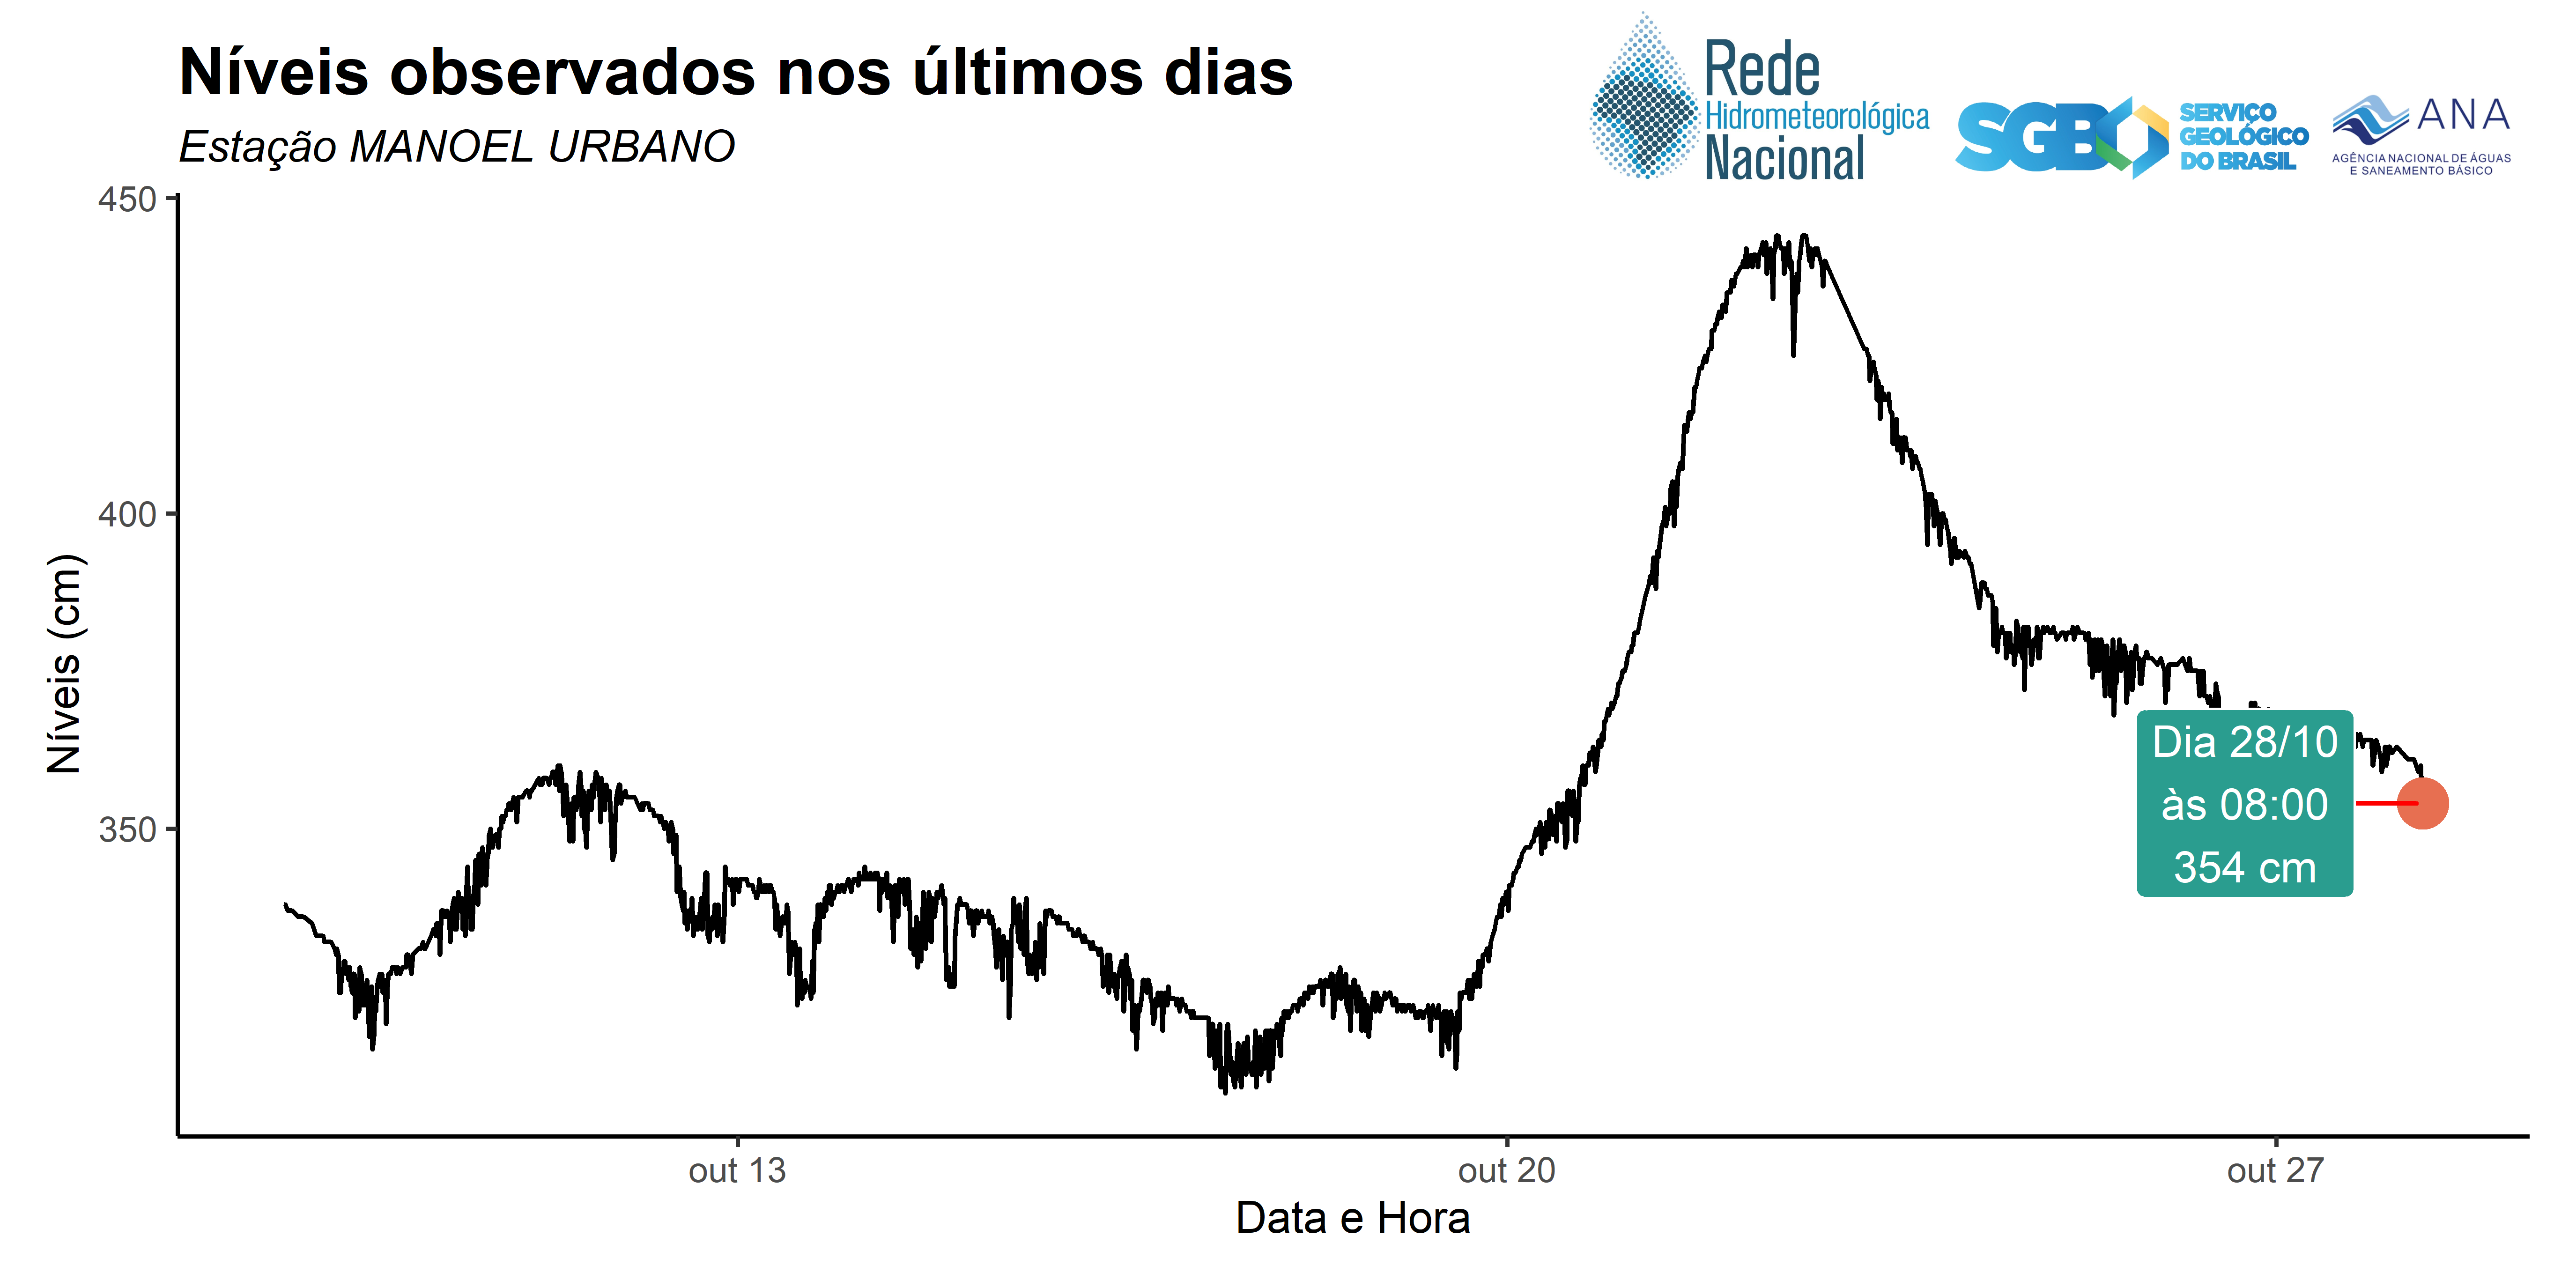 Níveis observados nos últimos dias
Estação MANOEL URBANO
Rede
Hidrometeorológica
Nacional
SGB
SERVIÇO
GEOLÓGICO
DO BRASIL
ANA
AGÊNCIA NACIONAL DE ÁGUAS
E SANEAMENTO BÁSICO
450
400
350
Níveis (cm)
Dia 28/10
às 08:00
354 cm
out 13
out 20
out 27
Data e Hora